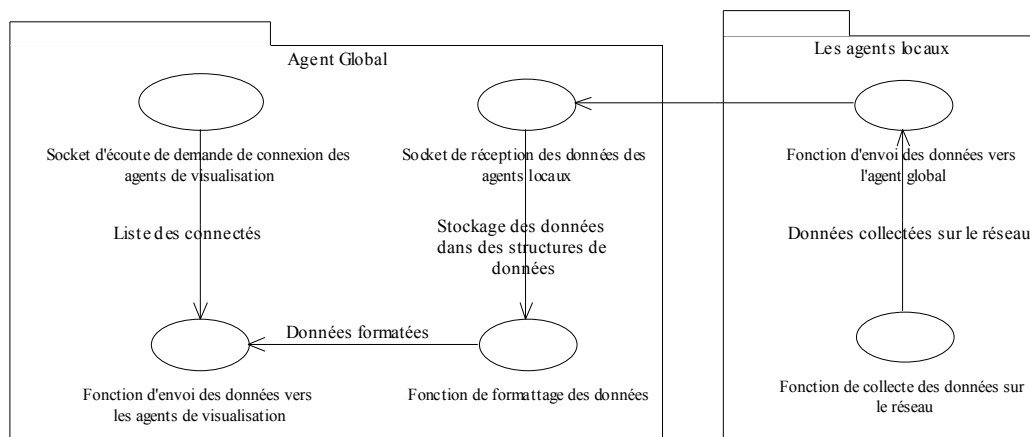 Agent Global
Les agents locaux
Socket d'écoute de demande de connexion des
agents de visualisation
Socket de réception des données des
agents locaux
Fonction d'envoi des données vers
l'agent global
Liste des connectés
Stockage des données
dans des structures de
données
Données collectées sur le réseau
Données formatées
Fonction d'envoi des données vers
les agents de visualisation
Fonction de formattage des données
Fonction de collecte des données sur
le réseau